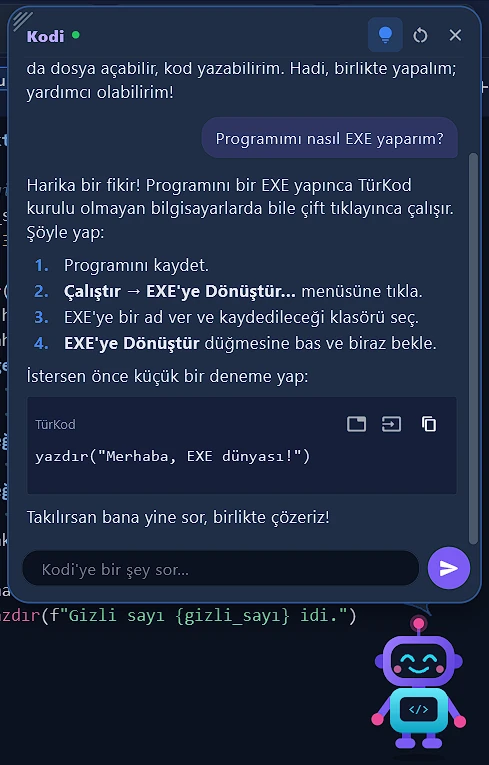 Kodi
da dosya açabilir, kod yazabilirim. Hadi, birlikte yapalım;
yardımcı olabilirim!
Programımı nasıl EXE yaparım?
Harika bir fikir! Programını bir EXE yapınca TürKod
kurulu olmayan bilgisayarlarda bile çift tıklayınca çalışır.
Şöyle yap:
1. Programını kaydet.
2. Çalıştır → EXE'ye Dönüştür... menüsüne tıkla.
3. EXE'ye bir ad ver ve kaydedileceği klasörü seç.
4. EXE'ye Dönüştür düğmesine bas ve biraz bekle.
İstersen önce küçük bir deneme yap:
TürKod
yazdır("Merhaba, EXE dünyası!")
Takılırsan bana yine sor, birlikte çözeriz!
Kodi'ye bir şey sor...
zdır(f"Gizli sayı {gizli_sayı} idi.")
</>